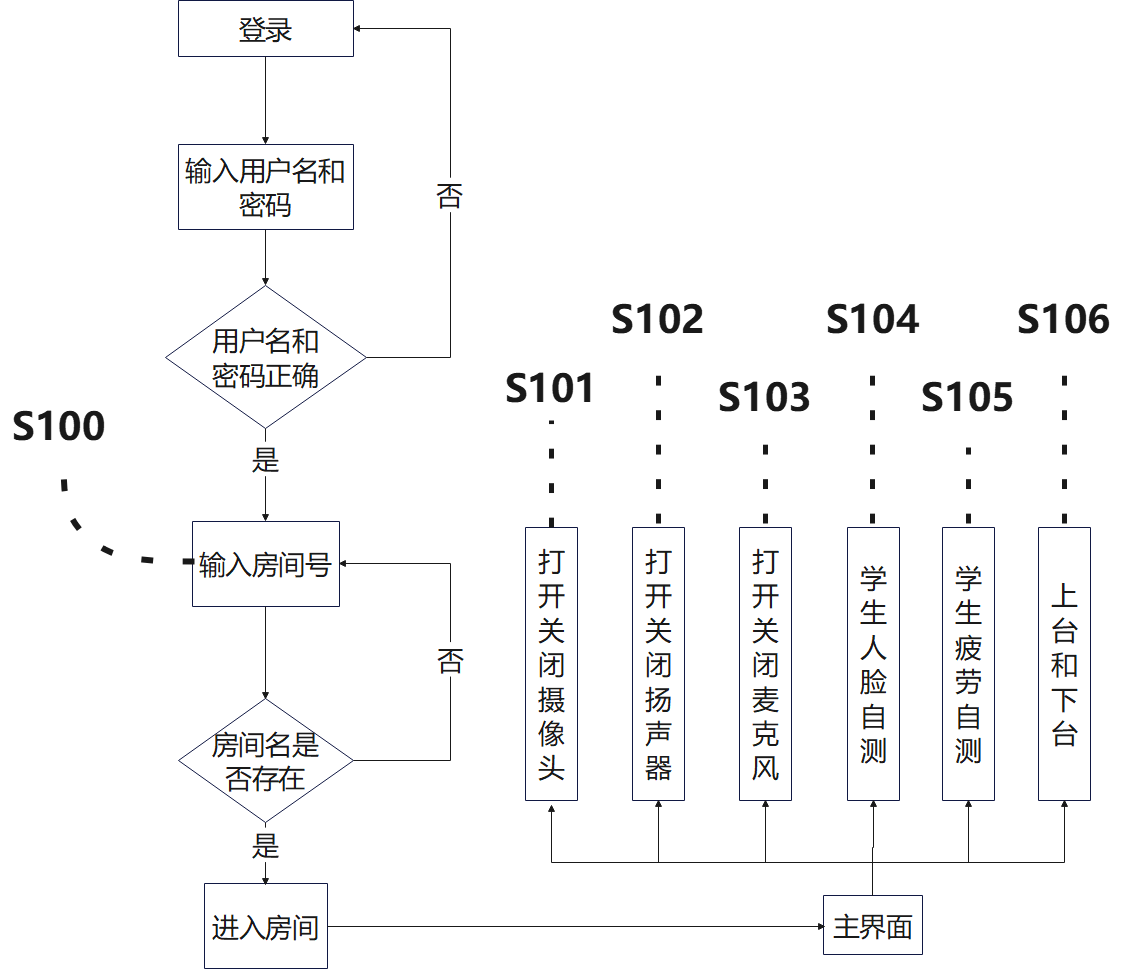 登录
输入用户名和
密码
否
用户名和
密码正确
S100
是
输入房间号
否
房间名是
否存在
是
进入房间
主界面
S101
S102
S103
S104
S105
S106
打开关闭摄像头
打开关闭扬声器
打开关闭麦克风
学生人脸自测
学生疲劳自测
上台和下台